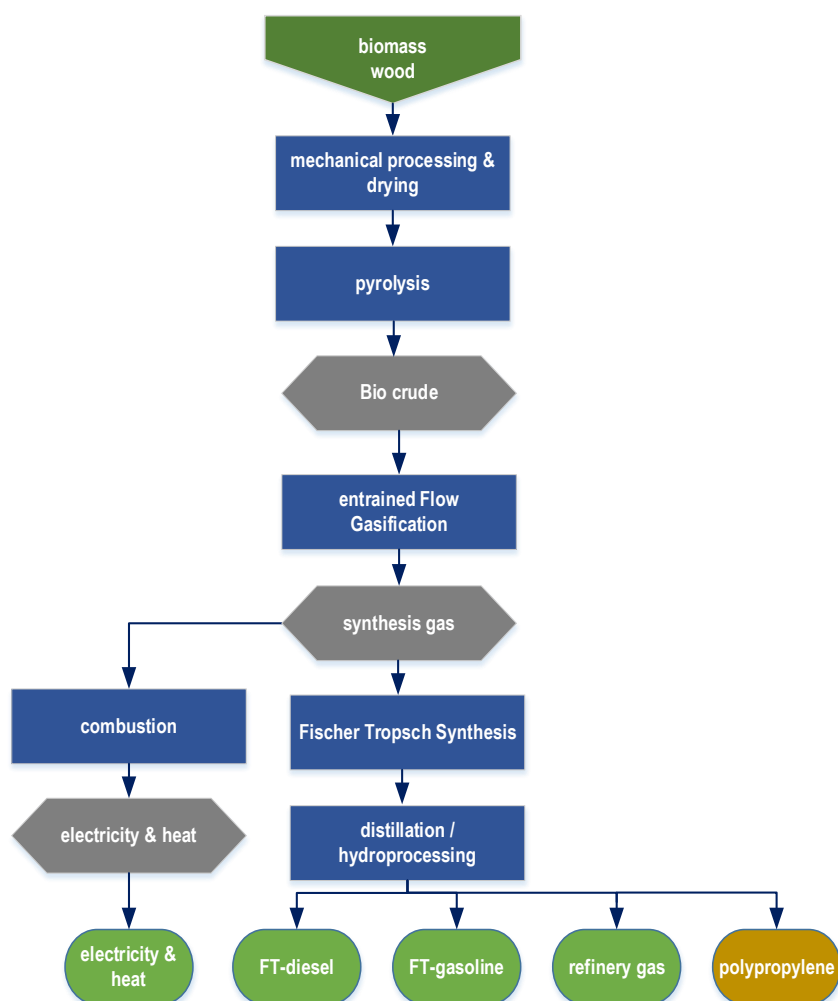 biomass
wood
mechanical processing &
drying
pyrolysis
Bio crude
entrained Flow
Gasification
synthesis gas
combustion
Fischer Tropsch Synthesis
electricity & heat
distillation /
hydroprocessing
electricity &
heat
FT-diesel
FT-gasoline
refinery gas
polypropylene